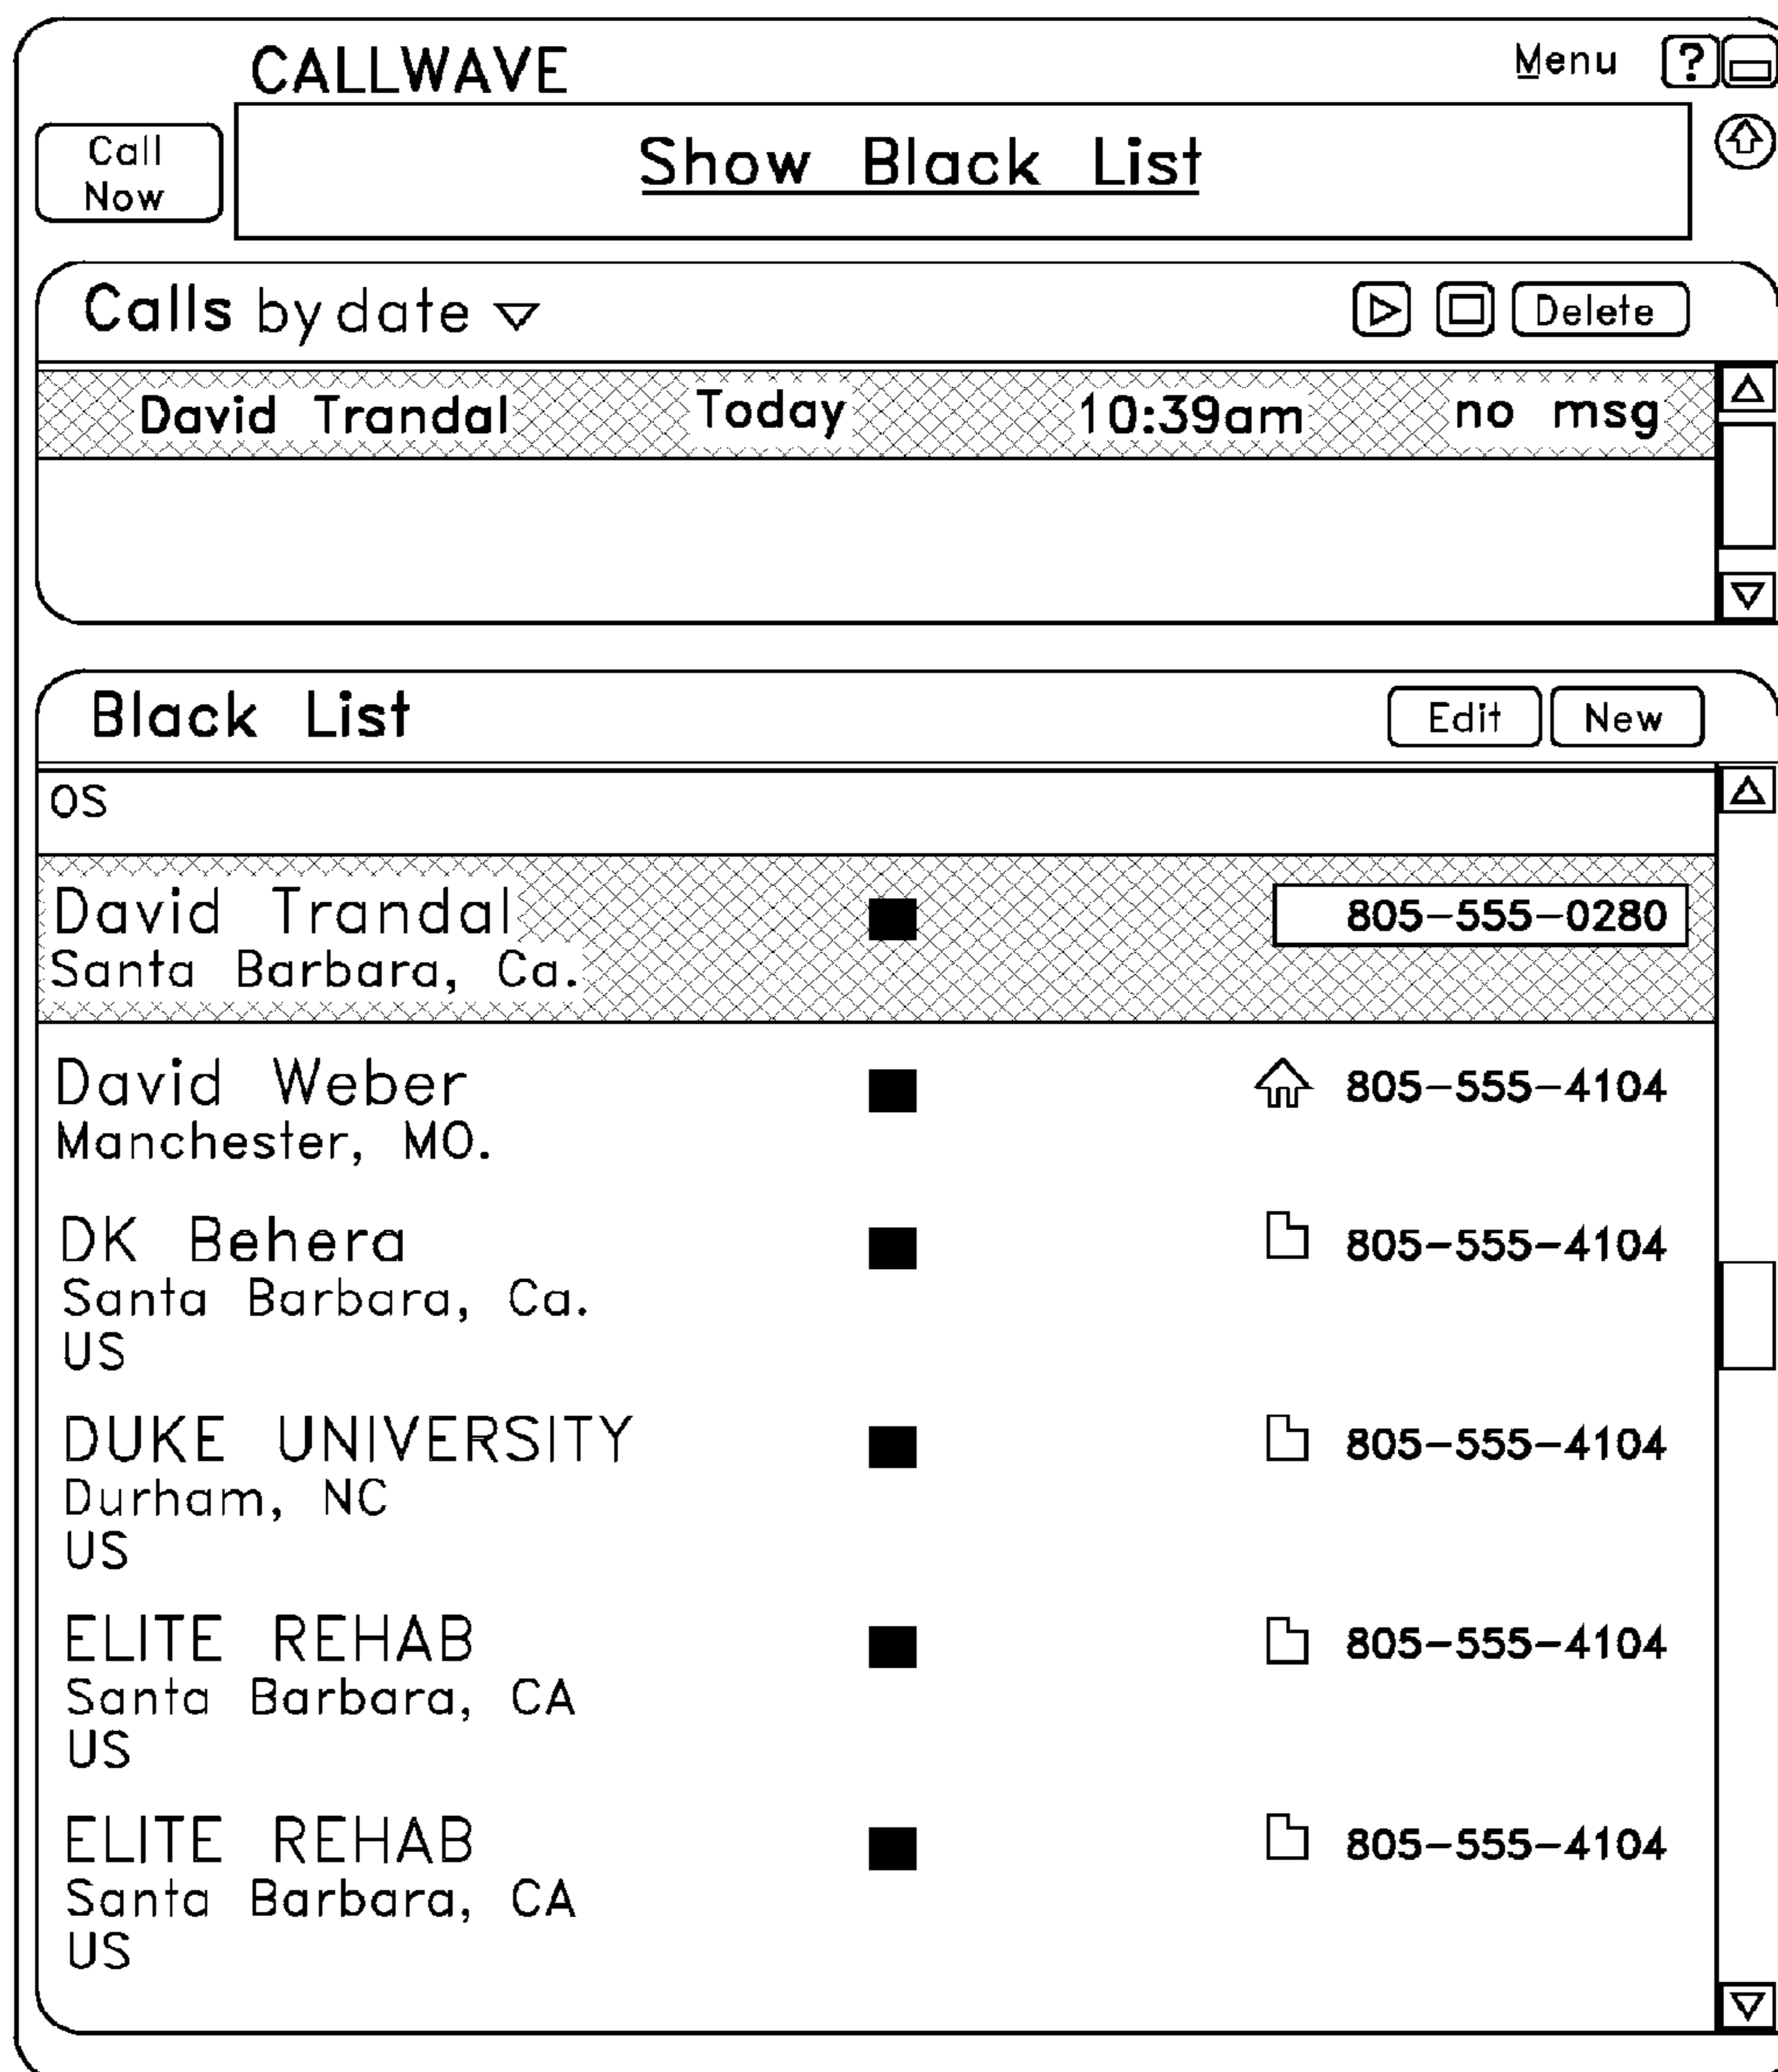 CALLWAVE Menu ?
Call
Now
Show Black List
Calls by date Delete
David Trandal Today 10:39am no msg
Black List Edit New
OS
David Trandal 805-555-0280
Santa Barbara, Ca.
David Weber 805-555-4104
Manchester, MO.
DK Behera 805-555-4104
Santa Barbara, Ca.
US
DUKE UNIVERSITY 805-555-4104
Durham, NC
US
ELITE REHAB 805-555-4104
Santa Barbara, CA
US
ELITE REHAB 805-555-4104
Santa Barbara, CA
US